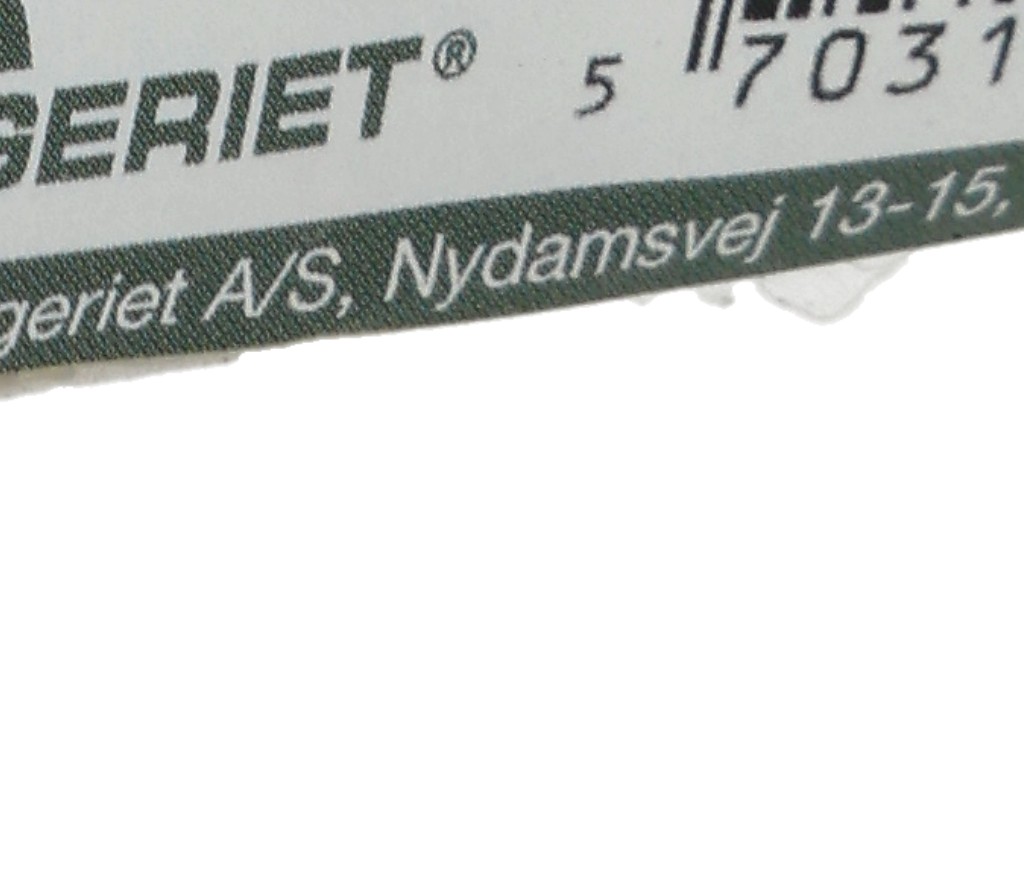 GERIET®
5 7031
geriet A/S, Nydamsvej 13-15,